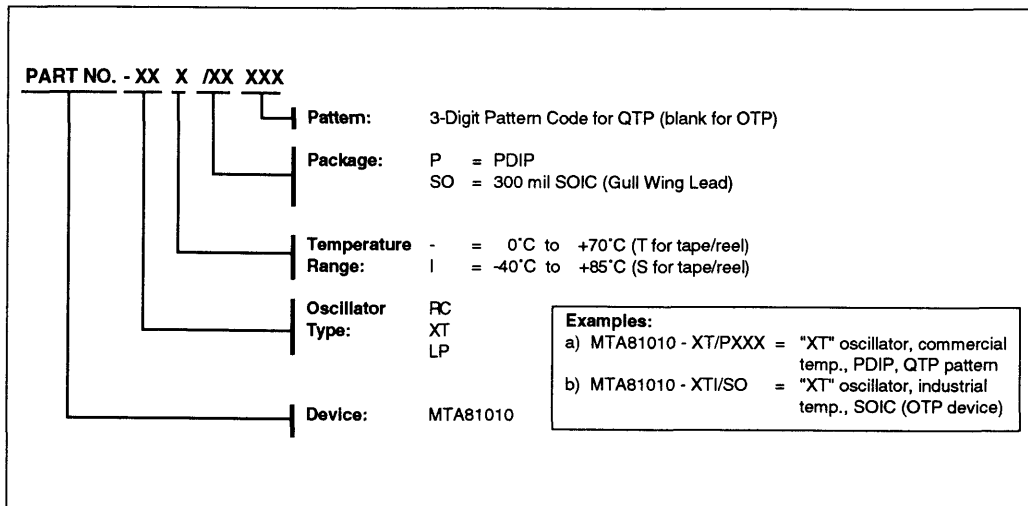 PART NO. - XX X /XX XXX
Pattern: 3-Digit Pattern Code for QTP (blank for OTP)
Package: P = PDIP
SO = 300 mil SOIC (Gull Wing Lead)
Temperature - = 0°C to +70°C (T for tape/reel)
Range: I = -40°C to +85°C (S for tape/reel)
Oscillator RC
Type: XT
LP
Device: MTA81010
Examples:
a) MTA81010 - XT/PXXX = "XT" oscillator, commercial
temp., PDIP, QTP pattern
b) MTA81010 - XTI/SO = "XT" oscillator, industrial
temp., SOIC (OTP device)